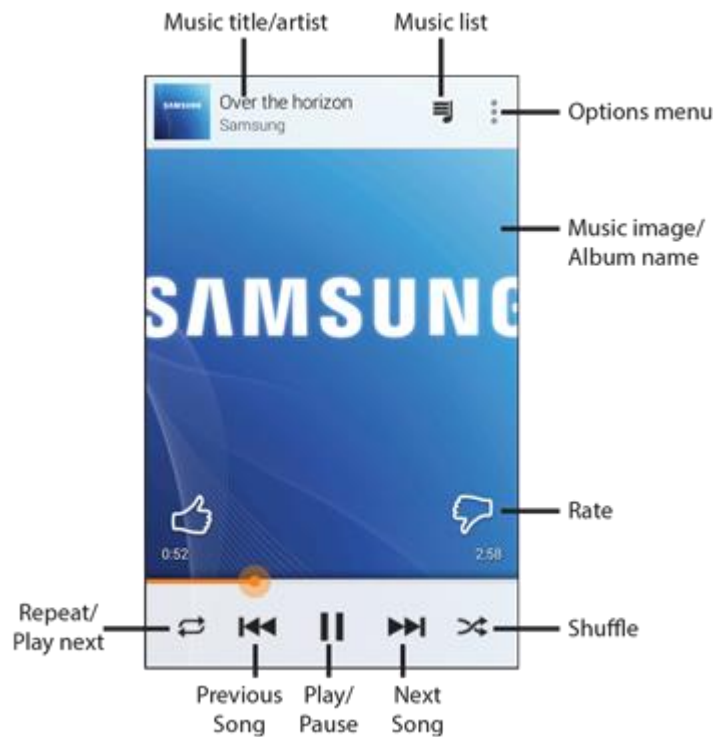 Music title/artist
Music list
SAMSUNG
Over the horizon
Samsung
Options menu
Music image/
Album name
SAMSUNG
Rate
0:52
2:58
Repeat/
Play next
Shuffle
Previous
Song
Play/
Pause
Next
Song